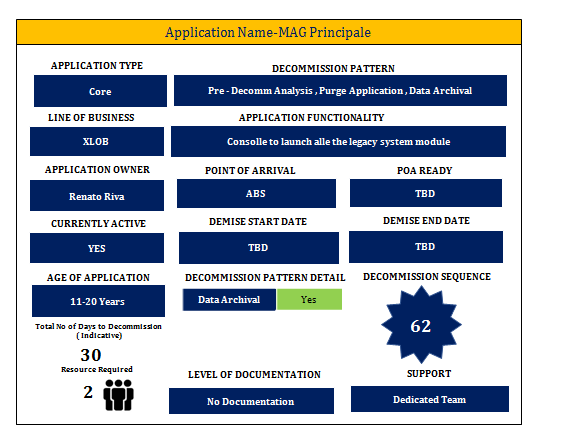 Application Name-MAG Principale
APPLICATION TYPE
DECOMMISSION PATTERN
Core
Pre - Decomm Analysis , Purge Application , Data Archival
LINE OF BUSINESS
APPLICATION FUNCTIONALITY
XLOB
Consolle to launch alle the legacy system module
APPLICATION OWNER
POINT OF ARRIVAL
POA READY
Renato Riva
ABS
TBD
CURRENTLY ACTIVE
DEMISE START DATE
DEMISE END DATE
YES
TBD
TBD
AGE OF APPLICATION
DECOMMISSION PATTERN DETAIL
DECOMMISSION SEQUENCE
11-20 Years
Data Archival
Yes
62
Total No of Days to Decommission
( Indicative)
30
Resource Required
2
LEVEL OF DOCUMENTATION
SUPPORT
No Documentation
Dedicated Team